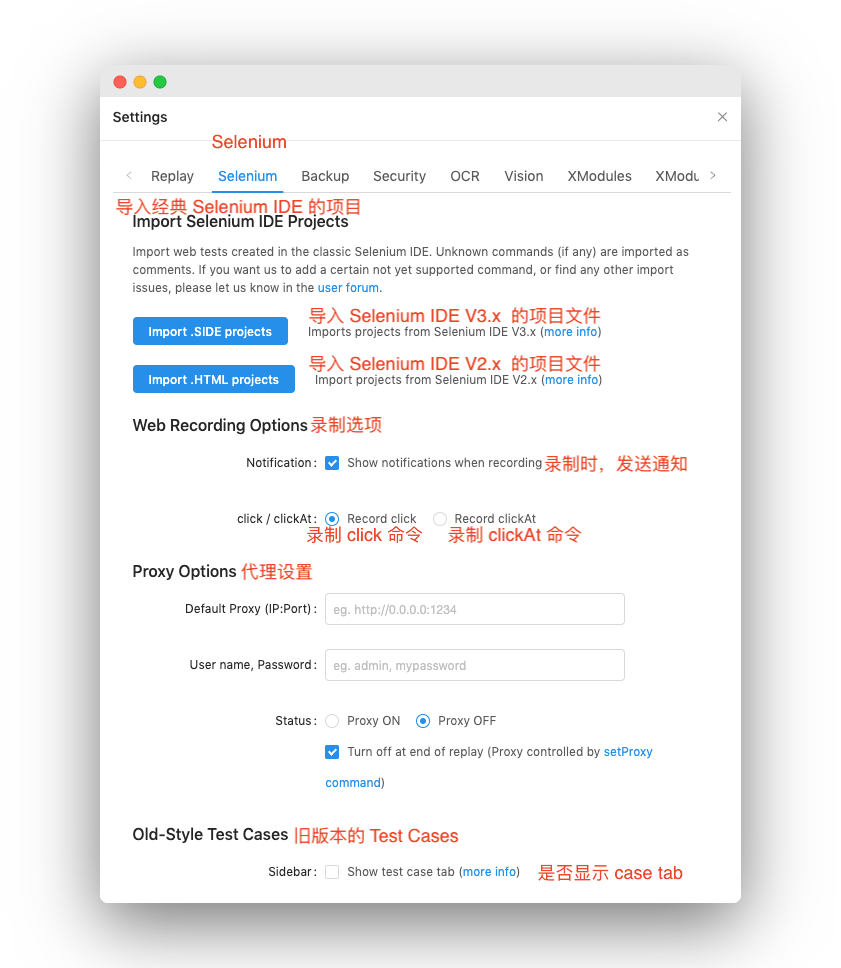 Settings
Selenium
Replay Selenium Backup Security OCR Vision XModules XModu
导入经典 Selenium IDE 的项目
Import Selenium IDE Projects
Import web tests created in the classic Selenium IDE. Unknown commands (if any) are imported as
comments. If you want us to add a certain not yet supported command, or find any other import
issues, please let us know in the user forum.
导入 Selenium IDE V3.x 的项目文件
Import .SIDE projects Imports projects from Selenium IDE V3.x (more info)
导入 Selenium IDE V2.x 的项目文件
Import .HTML projects Import projects from Selenium IDE V2.x (more info)
Web Recording Options 录制选项
Notification: Show notifications when recording 录制时，发送通知
click / clickAt: Record click Record clickAt
录制 click 命令 录制 clickAt 命令
Proxy Options 代理设置
Default Proxy (IP:Port): eg. http://0.0.0.0:1234
User name, Password: eg. admin, mypassword
Status: Proxy ON Proxy OFF
Turn off at end of replay (Proxy controlled by setProxy
command)
Old-Style Test Cases 旧版本的 Test Cases
Sidebar: Show test case tab (more info) 是否显示 case tab